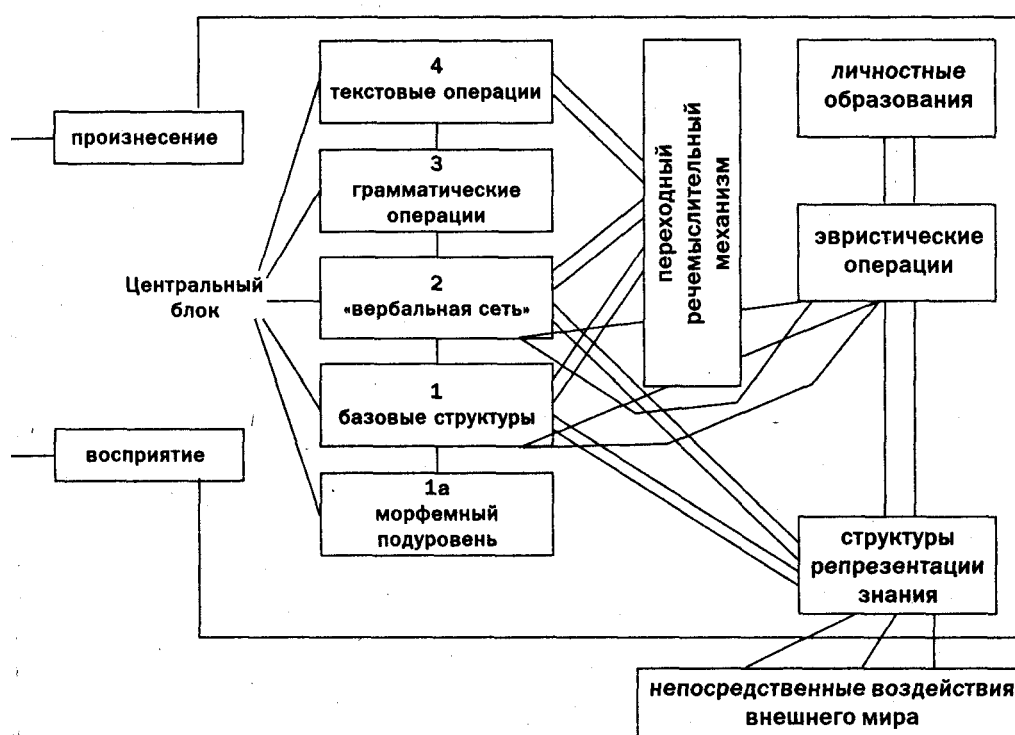 произнесение
Центральный
блок
восприятие
4
текстовые операции
3
грамматические
операции
2
«вербальная сеть»
1
базовые структуры
1а
морфемный
подуровень
переходный
речемыслительный
механизм
личностные
образования
эвристические
операции
структуры
репрезентации
знания
непосредственные воздействия
внешнего мира